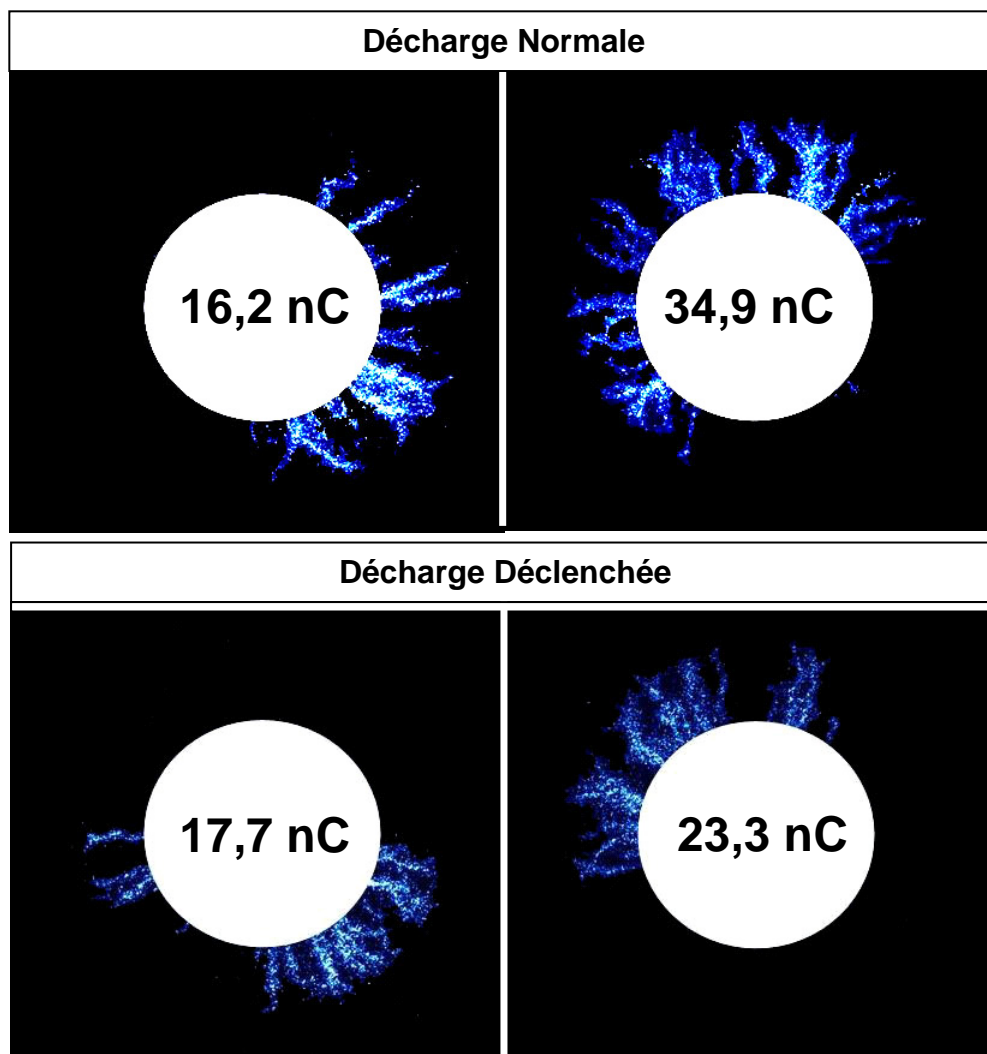 Décharge Normale
16,2 nC
34,9 nC
Décharge Déclenchée
17,7 nC
23,3 nC